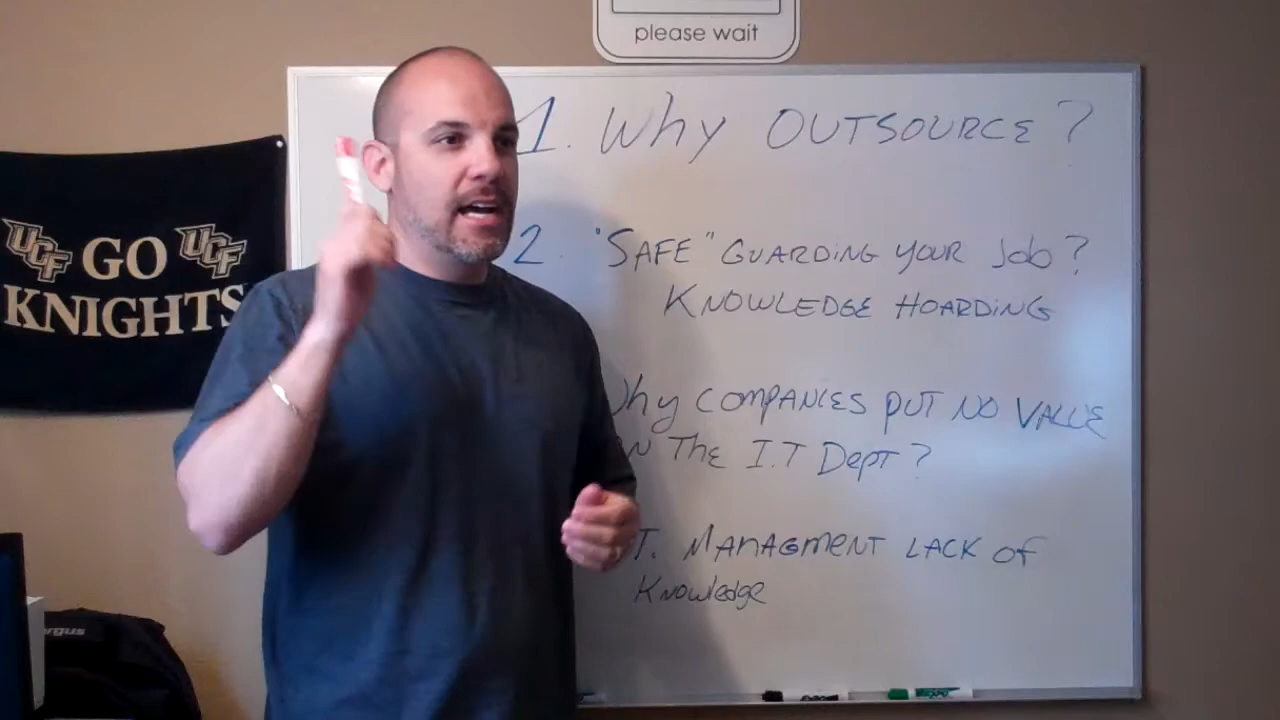 please wait
1. Why OUTSOURCE?
2. "SAFE" GUARDING YOUR Job?
KNOWLEDGE HOARDING
Why COMPANIES PUT NO VALUE
The I.T Dept?
T. MANAGMENT LACK OF
Knowledge
UCF GO UCF
KNIGHTS